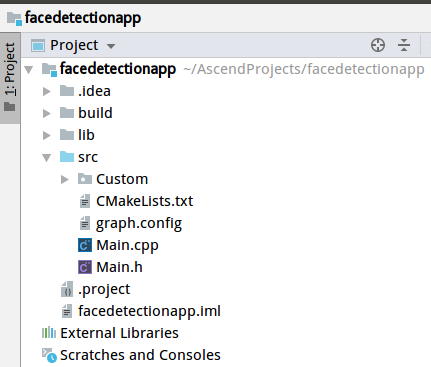 facedetectionapp
1: Project
Project
facedetectionapp ~/AscendProjects/facedetectionapp
.idea
build
lib
src
Custom
CMakeLists.txt
graph.config
Main.cpp
Main.h
.project
facedetectionapp.iml
External Libraries
Scratches and Consoles